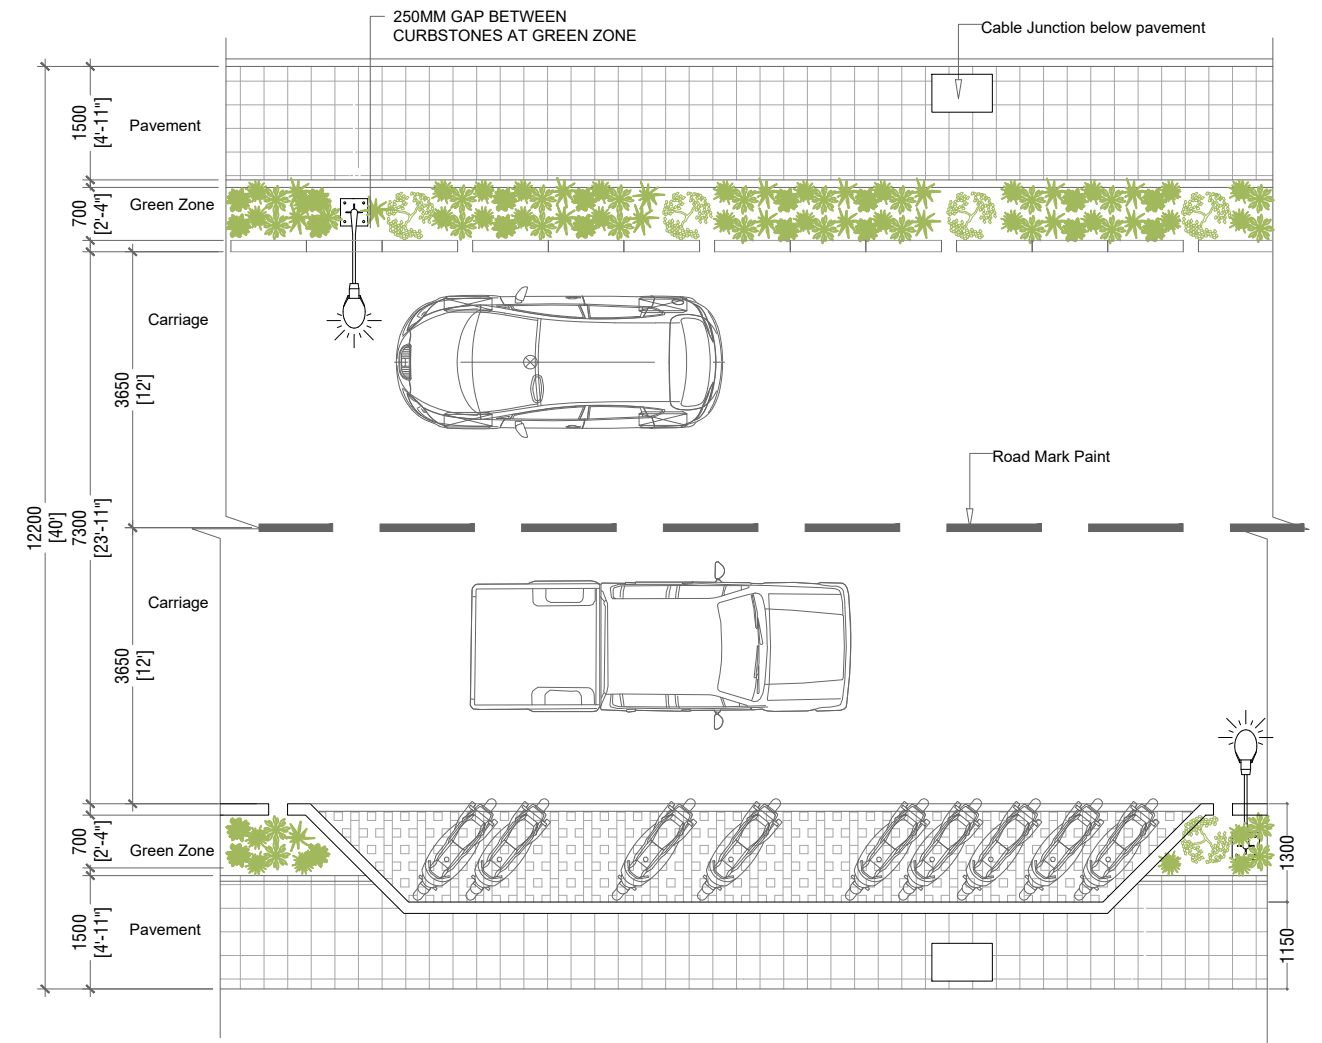 250MM GAP BETWEEN
CURBSTONES AT GREEN ZONE
Cable Junction below pavement
1500
[4'-11"]
Pavement
700
[2'-4"]
Green Zone
Carriage
3650
[12']
Road Mark Paint
12200
[40']
7300
[23'-11"]
Carriage
3650
[12']
700
[2'-4"]
Green Zone
1300
1500
[4'-11"]
Pavement
1150